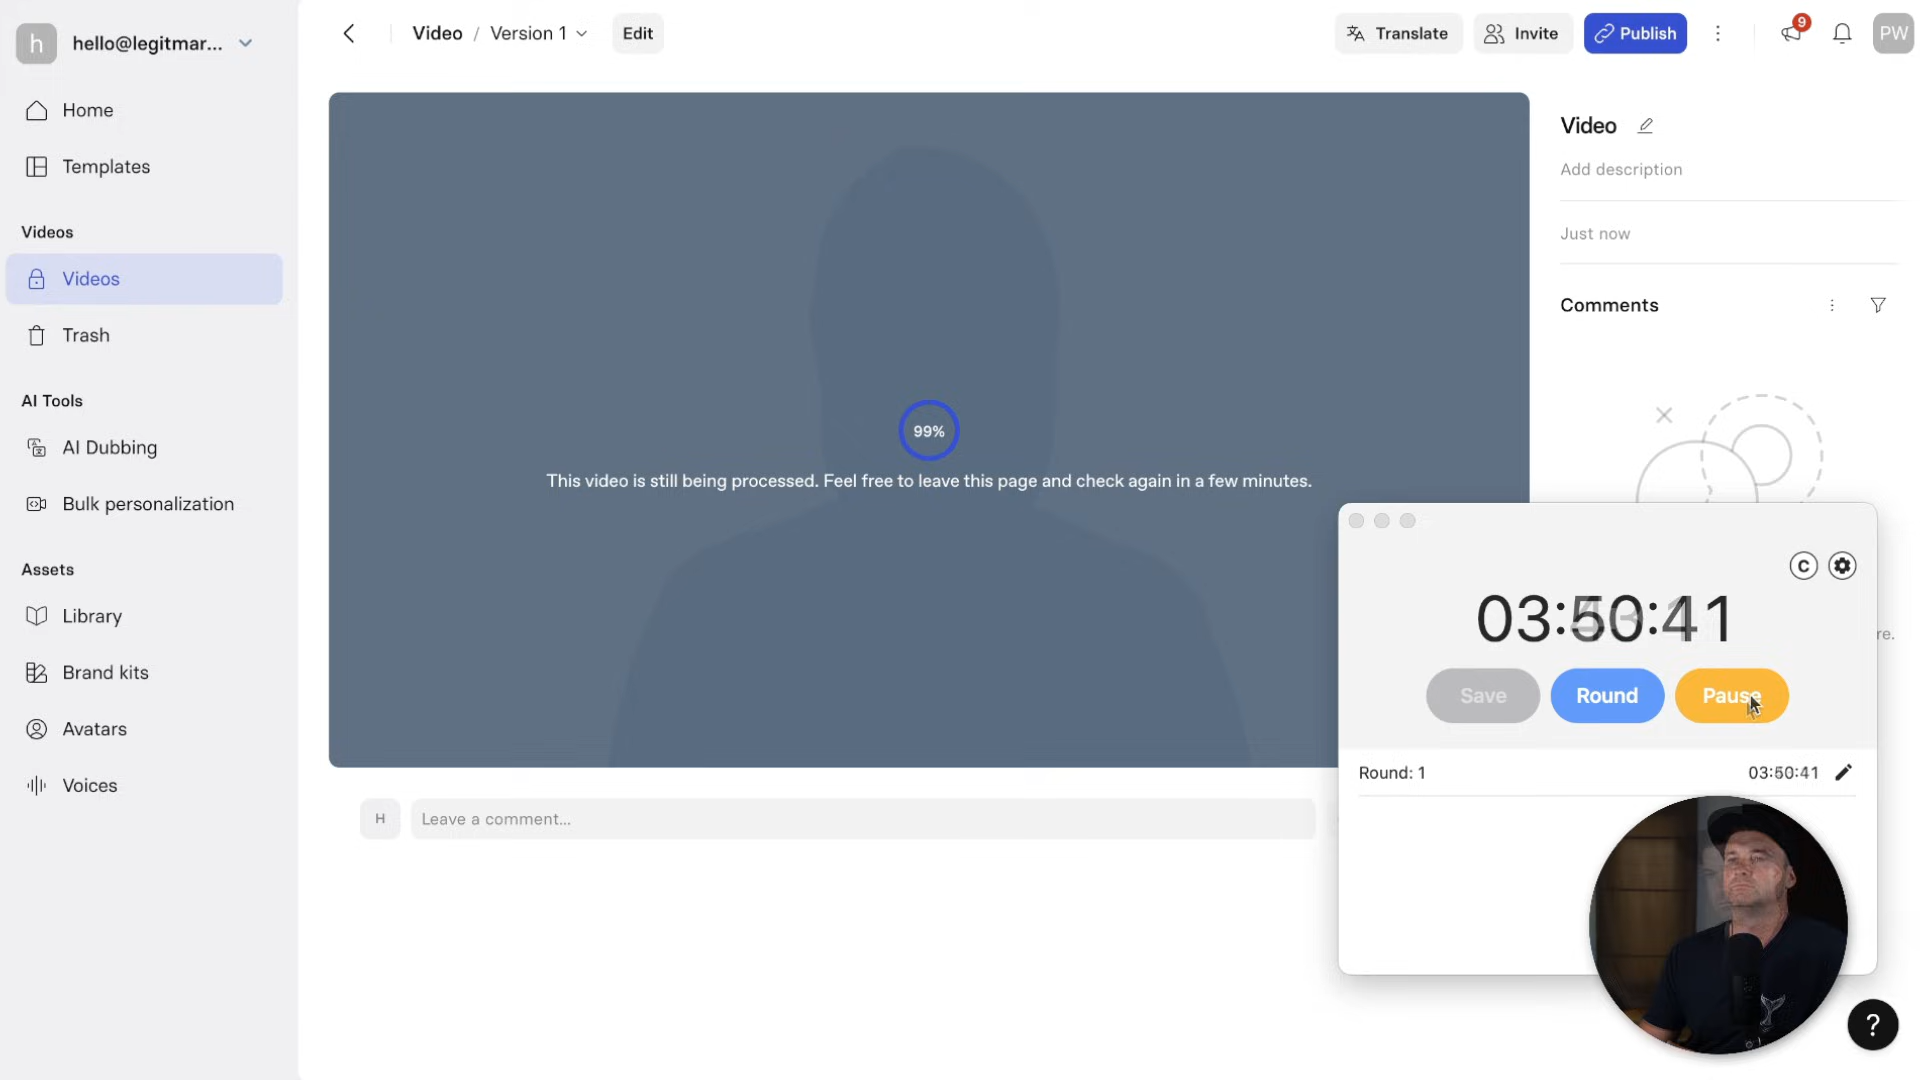 h
hello@legitmar...
Home
Templates
Videos
Videos
Trash
AI Tools
AI Dubbing
Bulk personalization
Assets
Library
Brand kits
Avatars
Voices
Video / Version 1
Edit
Translate
Invite
Publish
9
PW
99%
This video is still being processed. Feel free to leave this page and check again in a few minutes.
H
Leave a comment...
Video
Add description
Just now
Comments
re.
C
03:50:41
Save
Round
Pause
Round: 1
03:50:41
?